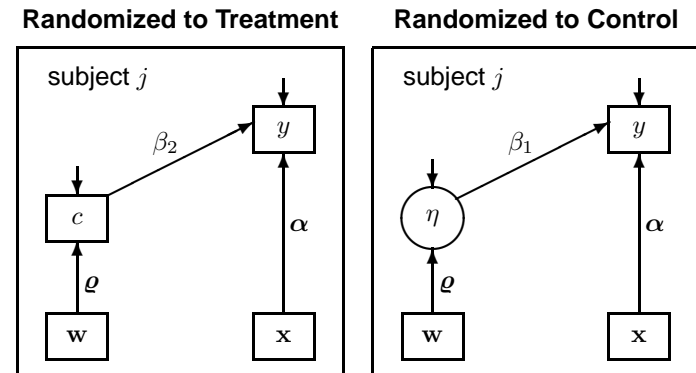 Randomized to Treatment
Randomized to Control
subject j
y
β₂
c
α
ϱ
w
x
subject j
y
β₁
η
α
ϱ
w
x